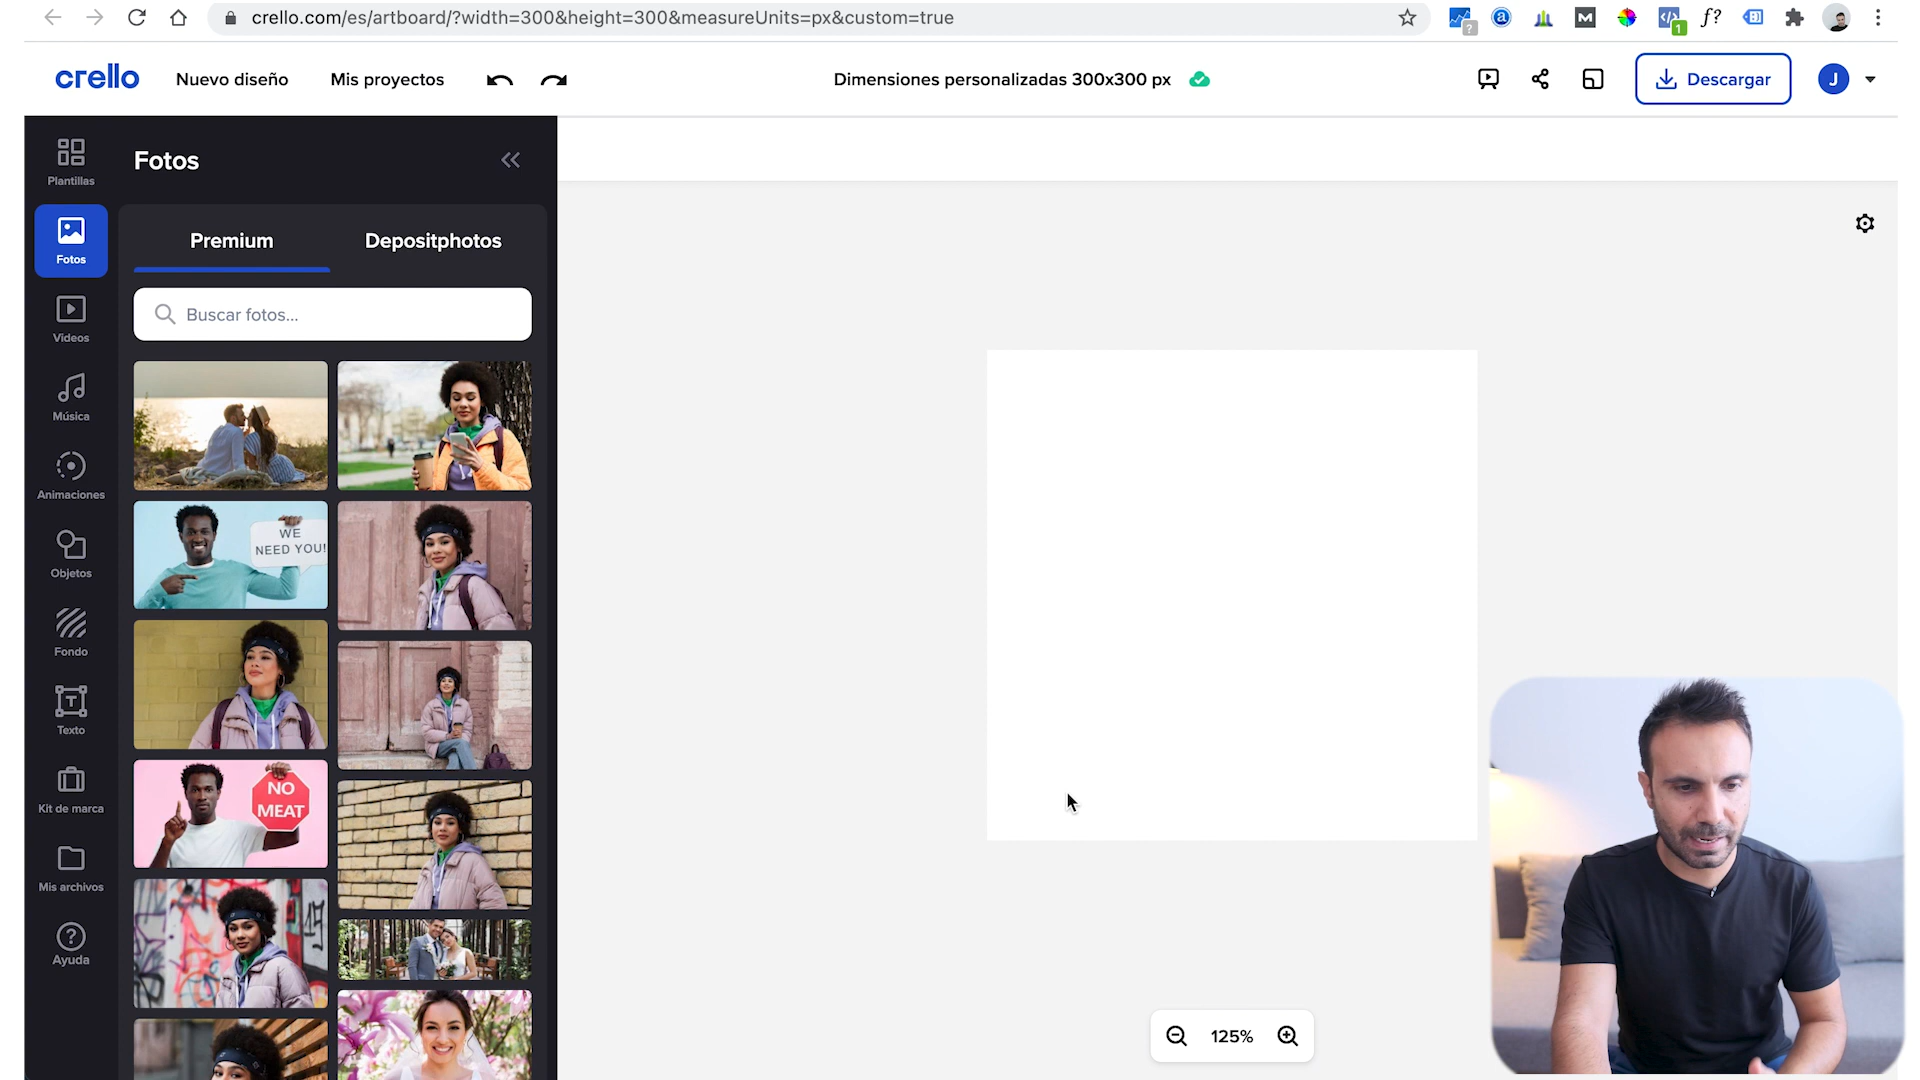 crello.com/es/artboard/?width=300&height=300&measureUnits=px&custom=true
?
a
M
</>
1
f?
crello
Nuevo diseño
Mis proyectos
Dimensiones personalizadas 300x300 px
Descargar
J
Plantillas
Fotos
Videos
Música
Animaciones
Objetos
Fondo
T
Texto
Kit de marca
Mis archivos
?
Ayuda
Fotos
Premium
Depositphotos
Buscar fotos...
WE
NEED YOU!
NO
MEAT
125%